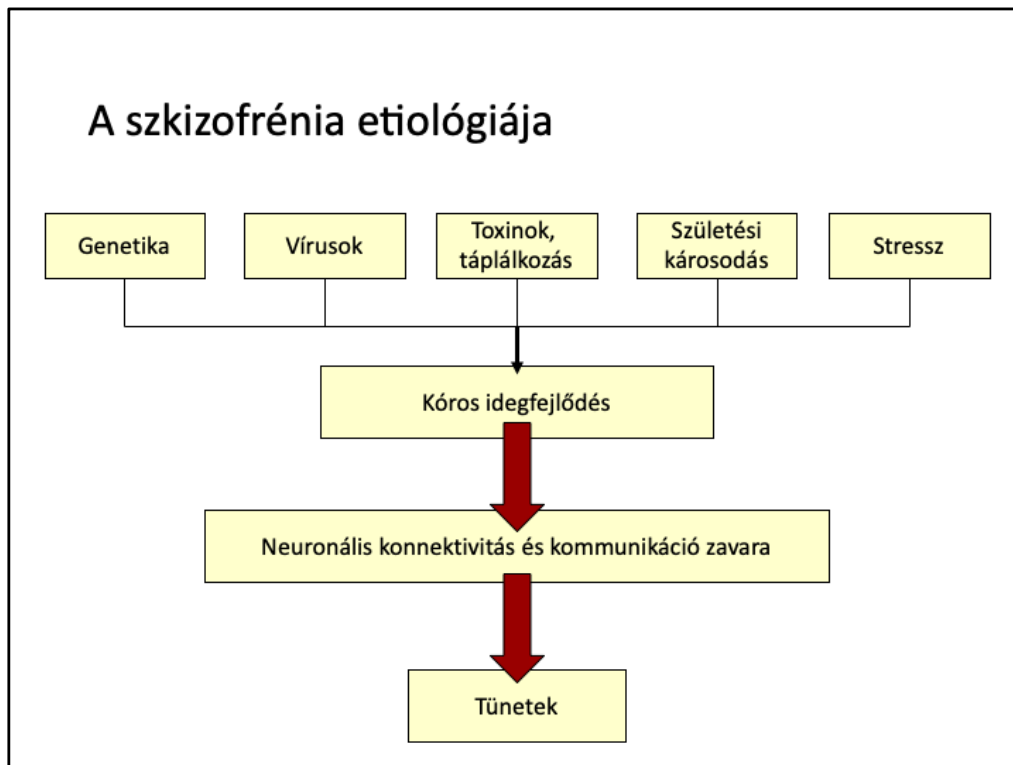 A szkizofrénia etiológiája
Genetika
Vírusok
Toxinok,
táplálkozás
Születési
károsodás
Stressz
Kóros idegfejlődés
Neuronális konnektivitás és kommunikáció zavara
Tünetek